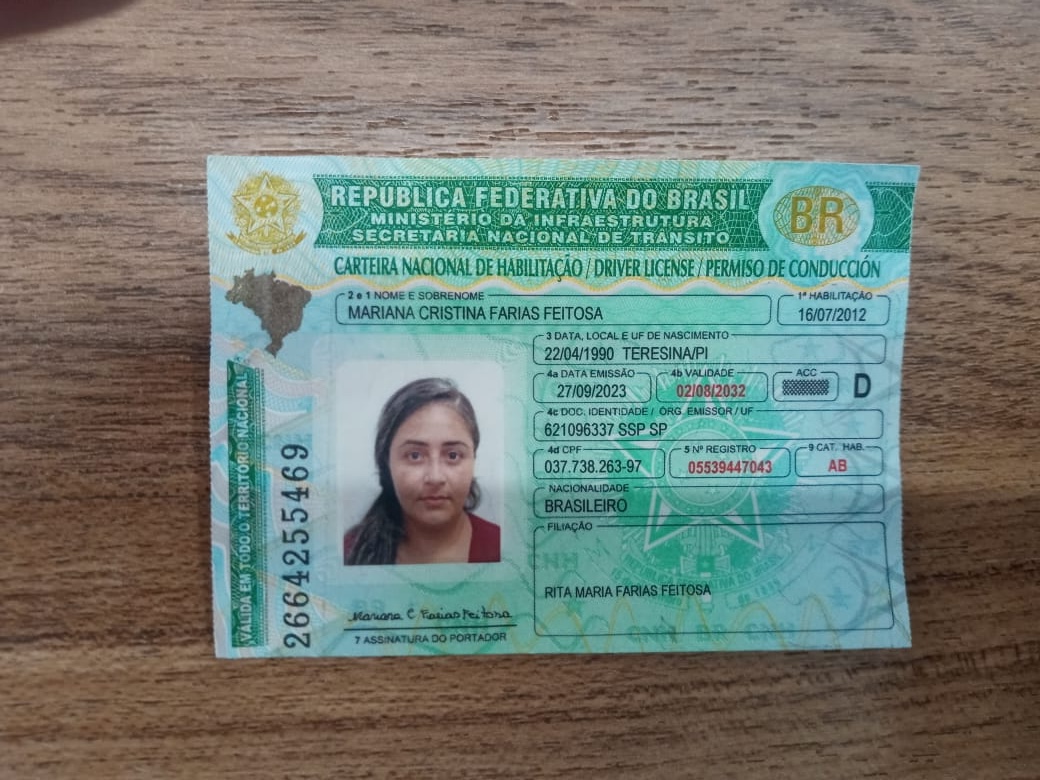 REPÚBLICA FEDERATIVA DO BRASIL
MINISTÉRIO DA INFRAESTRUTURA
SECRETARIA NACIONAL DE TRÂNSITO
BR
CARTEIRA NACIONAL DE HABILITAÇÃO / DRIVER LICENSE / PERMISO DE CONDUCCIÓN
2 e 1 NOME E SOBRENOME
MARIANA CRISTINA FARIAS FEITOSA
1ª HABILITAÇÃO
16/07/2012
3 DATA, LOCAL E UF DE NASCIMENTO
22/04/1990 TERESINA/PI
4a DATA EMISSÃO
27/09/2023
4b VALIDADE
02/08/2032
ACC
D
4c DOC. IDENTIDADE / ÓRG. EMISSOR / UF
621096337 SSP SP
4d CPF
037.738.263-97
5 Nº REGISTRO
05539447043
9 CAT. HAB.
AB
NACIONALIDADE
BRASILEIRO
FILIAÇÃO
RITA MARIA FARIAS FEITOSA
Mariana C Farias Feitosa
7 ASSINATURA DO PORTADOR
VÁLIDA EM TODO O TERRITÓRIO NACIONAL
2664255469